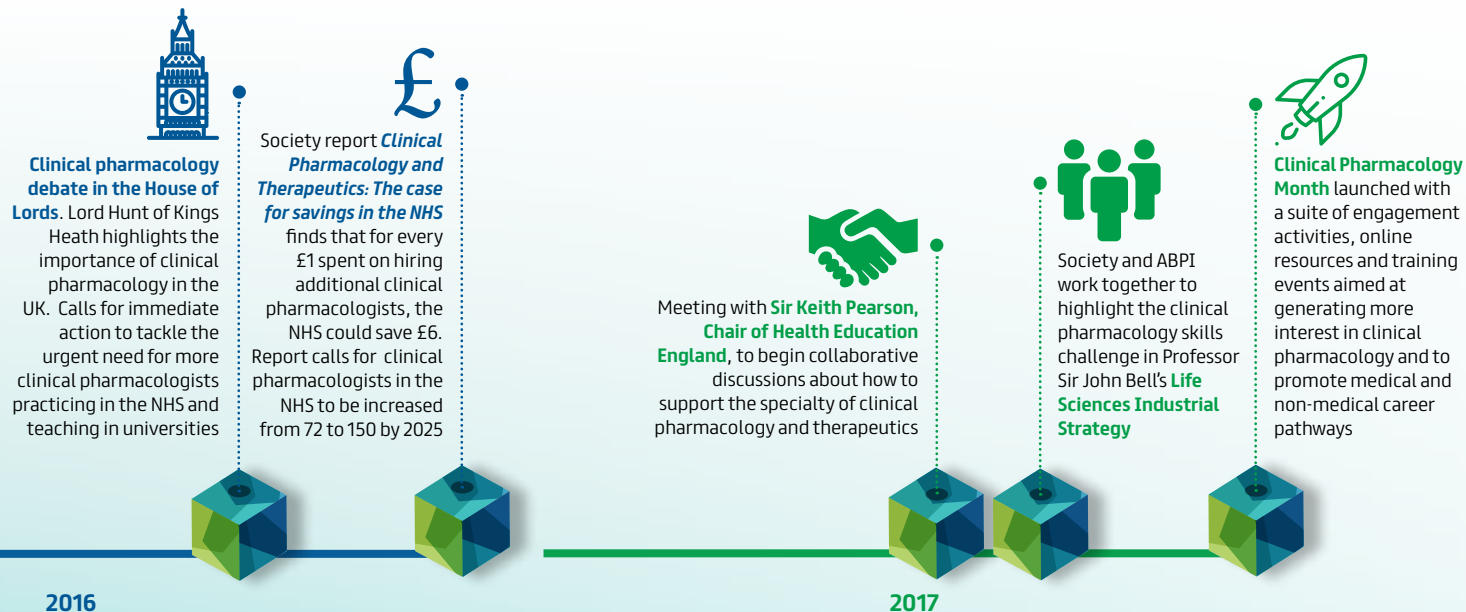 £
Clinical pharmacology
debate in the House of
Lords. Lord Hunt of Kings
Heath highlights the
importance of clinical
pharmacology in the
UK.  Calls for immediate
action to tackle the
urgent need for more
clinical pharmacologists
practicing in the NHS and
teaching in universities
Society report Clinical
Pharmacology and
Therapeutics: The case
for savings in the NHS
finds that for every
£1 spent on hiring
additional clinical
pharmacologists, the
NHS could save £6.
Report calls for  clinical
pharmacologists in the
NHS to be increased
from 72 to 150 by 2025
Meeting with Sir Keith Pearson,
Chair of Health Education
England, to begin collaborative
discussions about how to
support the specialty of clinical
pharmacology and therapeutics
Society and ABPI
work together to
highlight the clinical
pharmacology skills
challenge in Professor
Sir John Bell's Life
Sciences Industrial
Strategy
Clinical Pharmacology
Month launched with
a suite of engagement
activities, online
resources and training
events aimed at
generating more
interest in clinical
pharmacology and to
promote medical and
non-medical career
pathways
2016
2017